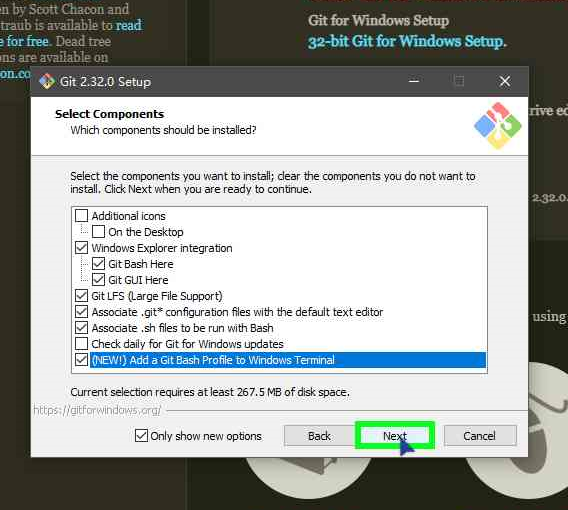 en by Scott Chacon and
traub is available to read
e for free. Dead tree
ons are available on
on.co
Git for Windows Setup
32-bit Git for Windows Setup.
rive ed
2.32.0.
using
Git 2.32.0 Setup
Select Components
Which components should be installed?
Select the components you want to install; clear the components you do not want to
install. Click Next when you are ready to continue.
Additional icons
On the Desktop
Windows Explorer integration
Git Bash Here
Git GUI Here
Git LFS (Large File Support)
Associate .git* configuration files with the default text editor
Associate .sh files to be run with Bash
Check daily for Git for Windows updates
(NEW!) Add a Git Bash Profile to Windows Terminal
Current selection requires at least 267.5 MB of disk space.
https://gitforwindows.org/
Only show new options
Back
Next
Cancel